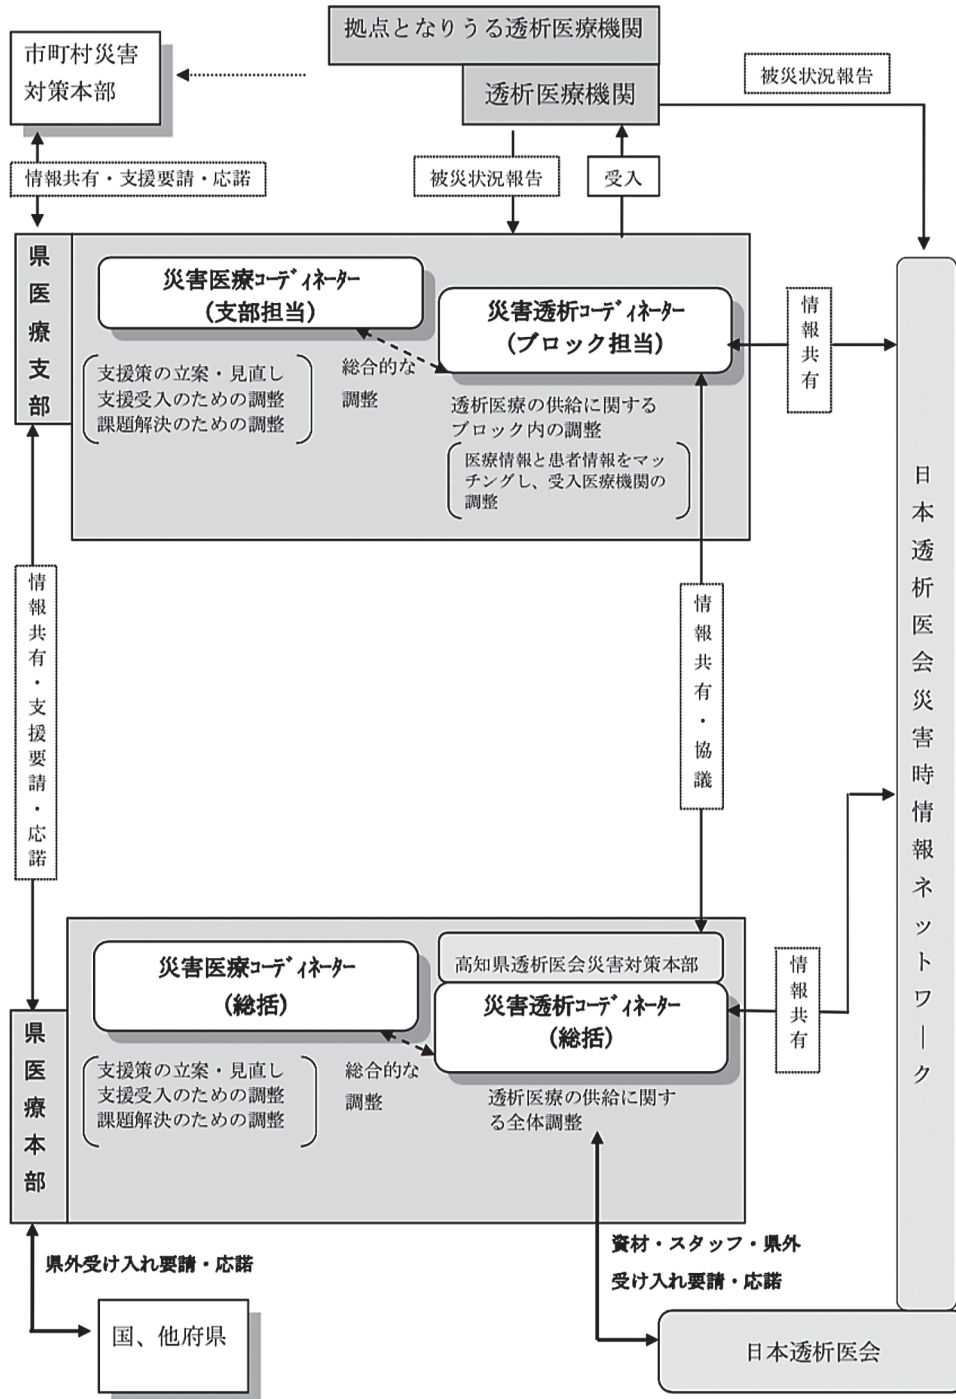 拠点となりうる透析医療機関
透析医療機関
市町村災害
対策本部
被災状況報告
情報共有・支援要請・応諾
被災状況報告
受入
県医療支部
災害医療コーディネーター
(支部担当)
災害透析コーディネーター
(ブロック担当)
情報共有
支援策の立案・見直し
支援受入のための調整
課題解決のための調整
総合的な
調整
透析医療の供給に関する
ブロック内の調整
医療情報と患者情報をマッ
チングし、受入医療機関の
調整
情報共有・支援要請・応諾
情報共有・協議
日本透析医会災害時情報ネットワーク
県医療本部
災害医療コーディネーター
(総括)
高知県透析医会災害対策本部
災害透析コーディネーター
(総括)
情報共有
支援策の立案・見直し
支援受入のための調整
課題解決のための調整
総合的な
調整
透析医療の供給に関す
る全体調整
県外受け入れ要請・応諾
資材・スタッフ・県外
受け入れ要請・応諾
国、他府県
日本透析医会